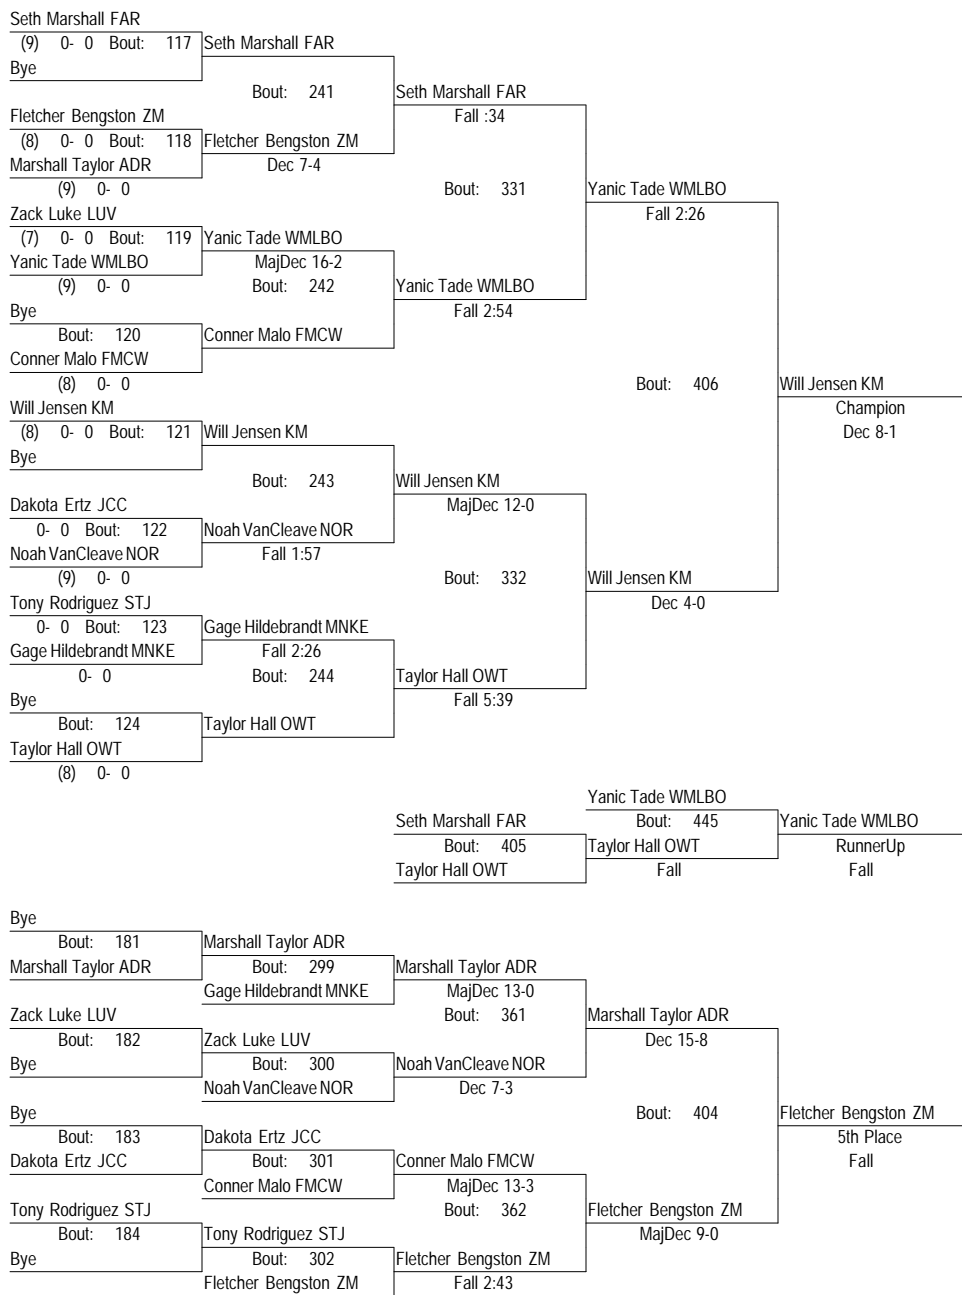 Seth Marshall FAR
(9) 0- 0 Bout: 117 Seth Marshall FAR
Bye
Bout: 241 Seth Marshall FAR
Fletcher Bengston ZM Fall :34
(8) 0- 0 Bout: 118 Fletcher Bengston ZM
Marshall Taylor ADR Dec 7-4
(9) 0- 0 Bout: 331 Yanic Tade WMLBO
Zack Luke LUV Fall 2:26
(7) 0- 0 Bout: 119 Yanic Tade WMLBO
Yanic Tade WMLBO MajDec 16-2
(9) 0- 0 Bout: 242 Yanic Tade WMLBO
Bye Fall 2:54
Bout: 120 Conner Malo FMCW
Conner Malo FMCW
(8) 0- 0 Bout: 406 Will Jensen KM
Will Jensen KM Champion
(8) 0- 0 Bout: 121 Will Jensen KM Dec 8-1
Bye
Bout: 243 Will Jensen KM
Dakota Ertz JCC MajDec 12-0
0- 0 Bout: 122 Noah VanCleave NOR
Noah VanCleave NOR Fall 1:57
(9) 0- 0 Bout: 332 Will Jensen KM
Tony Rodriguez STJ Dec 4-0
0- 0 Bout: 123 Gage Hildebrandt MNKE
Gage Hildebrandt MNKE Fall 2:26
0- 0 Bout: 244 Taylor Hall OWT
Bye Fall 5:39
Bout: 124 Taylor Hall OWT
Taylor Hall OWT
(8) 0- 0
Yanic Tade WMLBO
Seth Marshall FAR Bout: 445 Yanic Tade WMLBO
Bout: 405 Taylor Hall OWT RunnerUp
Taylor Hall OWT Fall Fall
Bye
Bout: 181 Marshall Taylor ADR
Marshall Taylor ADR Bout: 299 Marshall Taylor ADR
Gage Hildebrandt MNKE MajDec 13-0
Zack Luke LUV Bout: 361 Marshall Taylor ADR
Bout: 182 Zack Luke LUV Dec 15-8
Bye Bout: 300 Noah VanCleave NOR
Noah VanCleave NOR Dec 7-3
Bye Bout: 404 Fletcher Bengston ZM
Bout: 183 Dakota Ertz JCC 5th Place
Dakota Ertz JCC Bout: 301 Conner Malo FMCW Fall
Conner Malo FMCW MajDec 13-3
Tony Rodriguez STJ Bout: 362 Fletcher Bengston ZM
Bout: 184 Tony Rodriguez STJ MajDec 9-0
Bye Bout: 302 Fletcher Bengston ZM
Fletcher Bengston ZM Fall 2:43